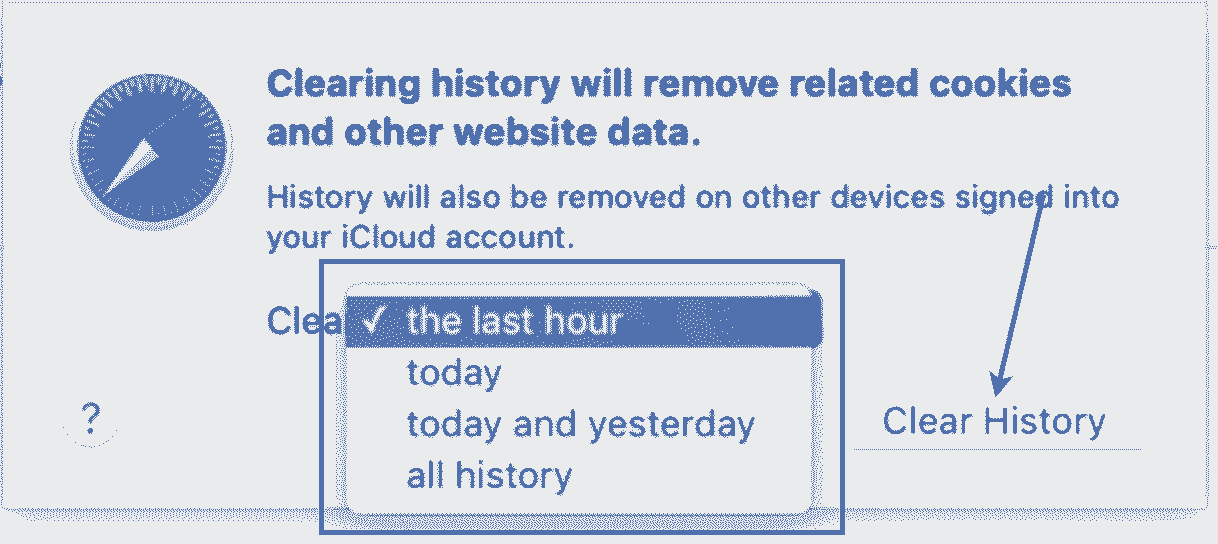 Clearing history will remove related cookies
and other website data.
History will also be removed on other devices signed into
your iCloud account.
Clea ✓ the last hour
today
today and yesterday
all history
? Clear History